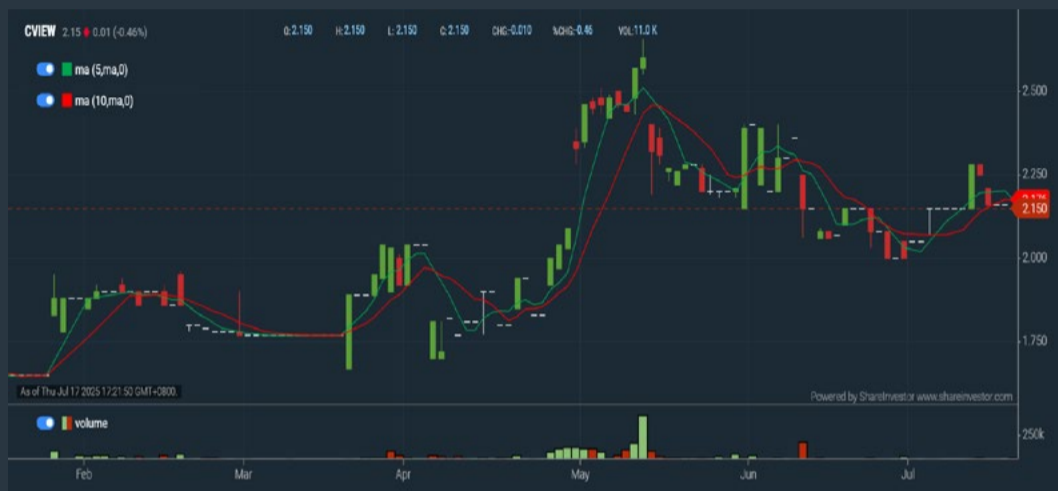 CVIEW 2.15 0.01 (-0.46%) O:2.150 H:2.150 L:2.150 C:2.150 CHG:-0.010 %CHG:-0.46 VOL:11.0 K
ma (5,ma,0)
ma (10,ma,0)
2.500
2.250
2.150
2.000
1.750
As of Thu Jul 17 2025 17:21:50 GMT+0800.
Powered by ShareInvestor www.shareinvestor.com
volume
250k
Feb Mar Apr May Jun Jul